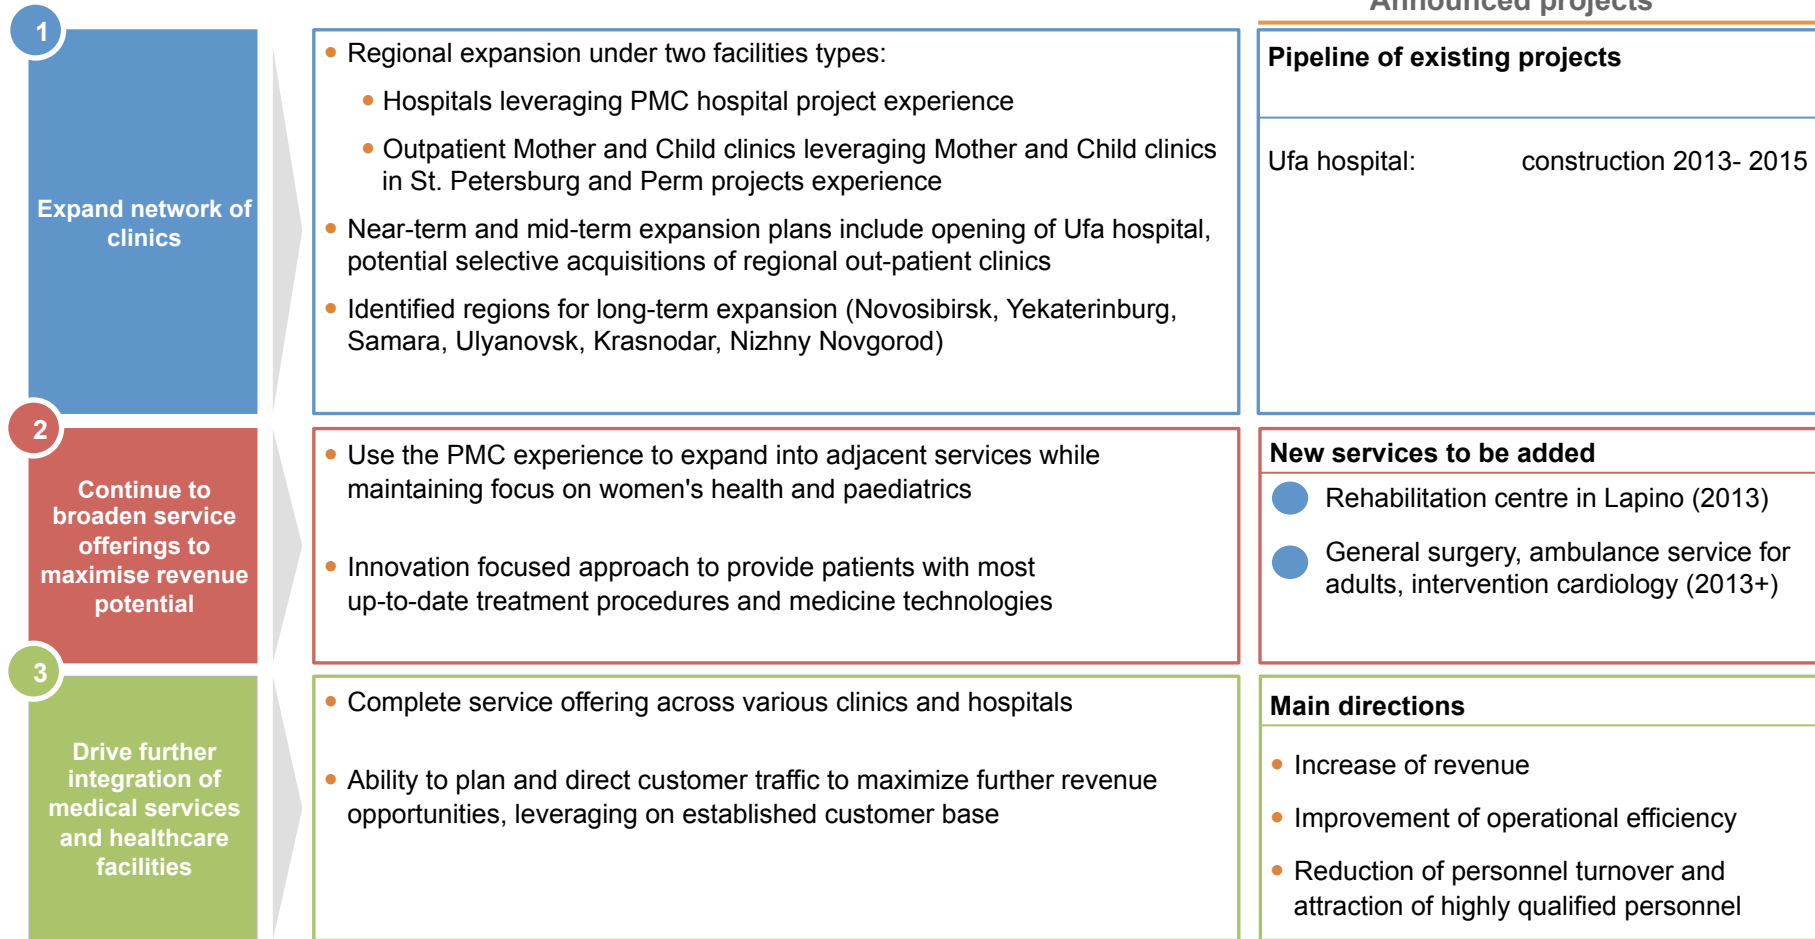 Announced projects
1
Expand network of
clinics
• Regional expansion under two facilities types:
• Hospitals leveraging PMC hospital project experience
• Outpatient Mother and Child clinics leveraging Mother and Child clinics
in St. Petersburg and Perm projects experience
• Near-term and mid-term expansion plans include opening of Ufa hospital,
potential selective acquisitions of regional out-patient clinics
• Identified regions for long-term expansion (Novosibirsk, Yekaterinburg,
Samara, Ulyanovsk, Krasnodar, Nizhny Novgorod)
Pipeline of existing projects
Ufa hospital: construction 2013- 2015
2
Continue to
broaden service
offerings to
maximise revenue
potential
• Use the PMC experience to expand into adjacent services while
maintaining focus on women's health and paediatrics
• Innovation focused approach to provide patients with most
up-to-date treatment procedures and medicine technologies
New services to be added
Rehabilitation centre in Lapino (2013)
General surgery, ambulance service for
adults, intervention cardiology (2013+)
3
Drive further
integration of
medical services
and healthcare
facilities
• Complete service offering across various clinics and hospitals
• Ability to plan and direct customer traffic to maximize further revenue
opportunities, leveraging on established customer base
Main directions
• Increase of revenue
• Improvement of operational efficiency
• Reduction of personnel turnover and
attraction of highly qualified personnel